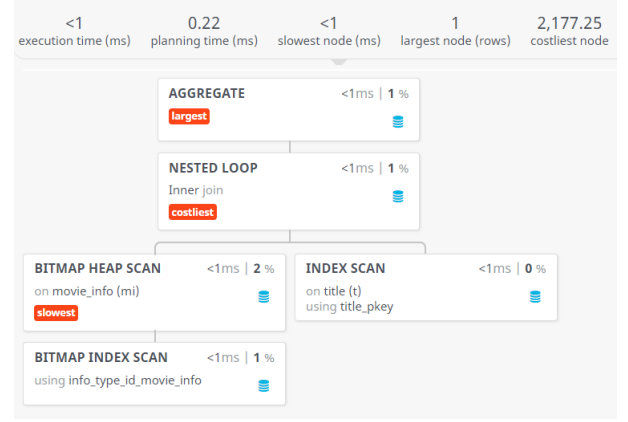 <1 0.22 <1 1 2,177.25
execution time (ms) planning time (ms) slowest node (ms) largest node (rows) costliest node
AGGREGATE <1ms | 1 %
largest
NESTED LOOP <1ms | 1 %
Inner join
costliest
BITMAP HEAP SCAN <1ms | 2 %
on movie_info (mi)
slowest
INDEX SCAN <1ms | 0 %
on title (t)
using title_pkey
BITMAP INDEX SCAN <1ms | 1 %
using info_type_id_movie_info